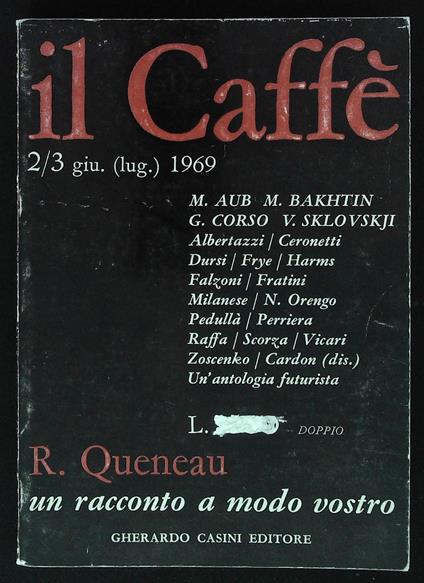 il Caffè
2/3 giu. (lug.) 1969
M. AUB M. BAKHTIN
G. CORSO V. SKLOVSKJI
Albertazzi / Ceronetti
Dursi / Frye / Harms
Falzoni / Fratini
Milanese / N. Orengo
Pedullà / Perriera
Raffa / Scorza / Vicari
Zoscenko / Cardon (dis.)
Un'antologia futurista
L. DOPPIO
R. Queneau
un racconto a modo vostro
GHERARDO CASINI EDITORE